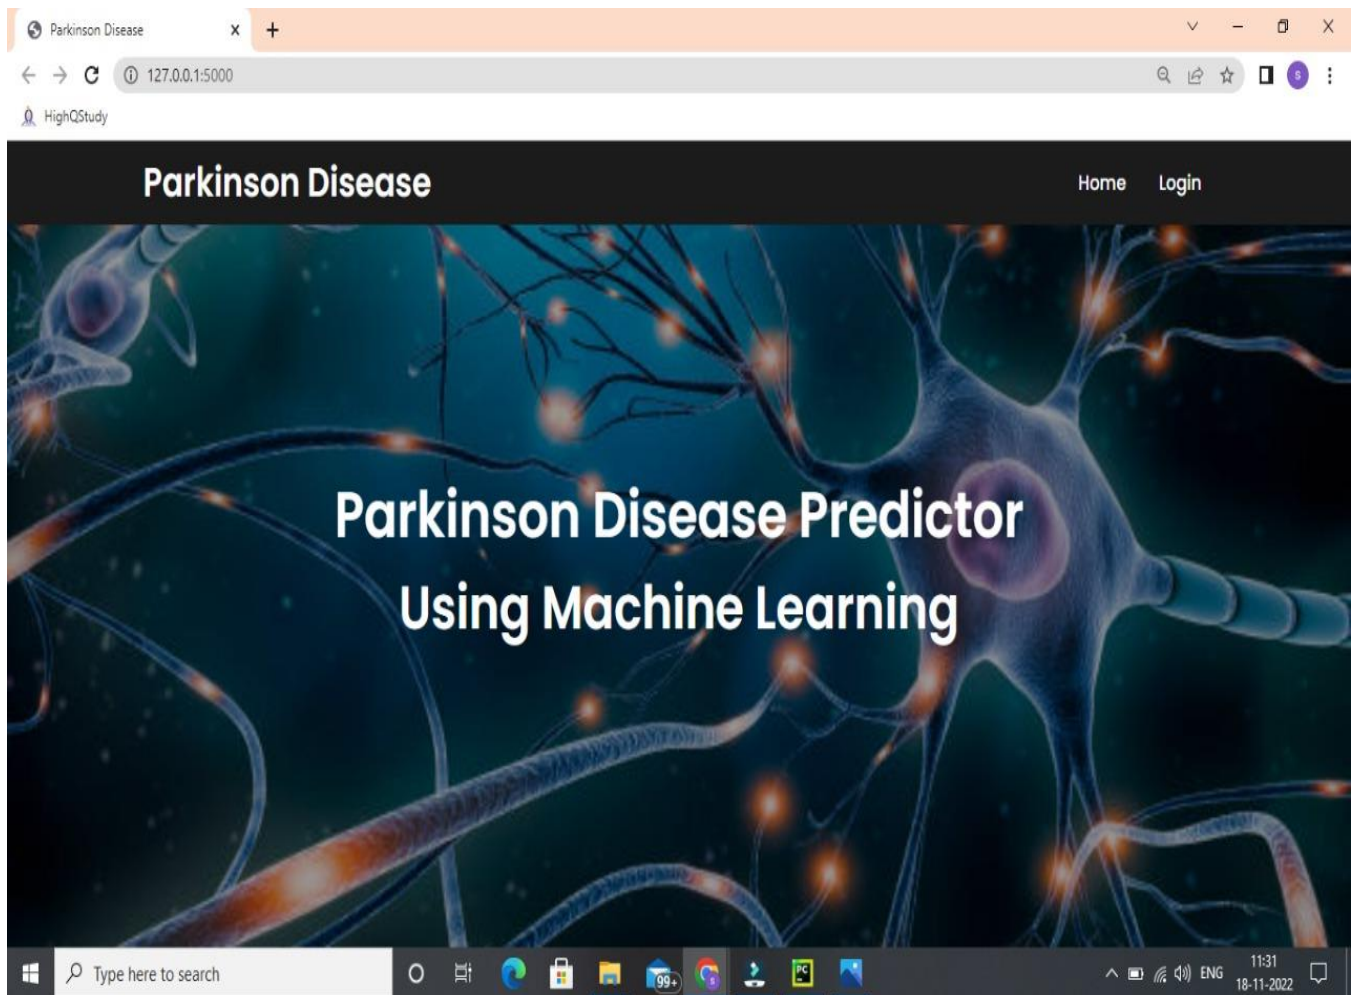 Parkinson Disease
127.0.0.1:5000
S
HighQStudy
Parkinson Disease
Home Login
Parkinson Disease Predictor
Using Machine Learning
Type here to search
99+
PC
ENG
11:31
18-11-2022